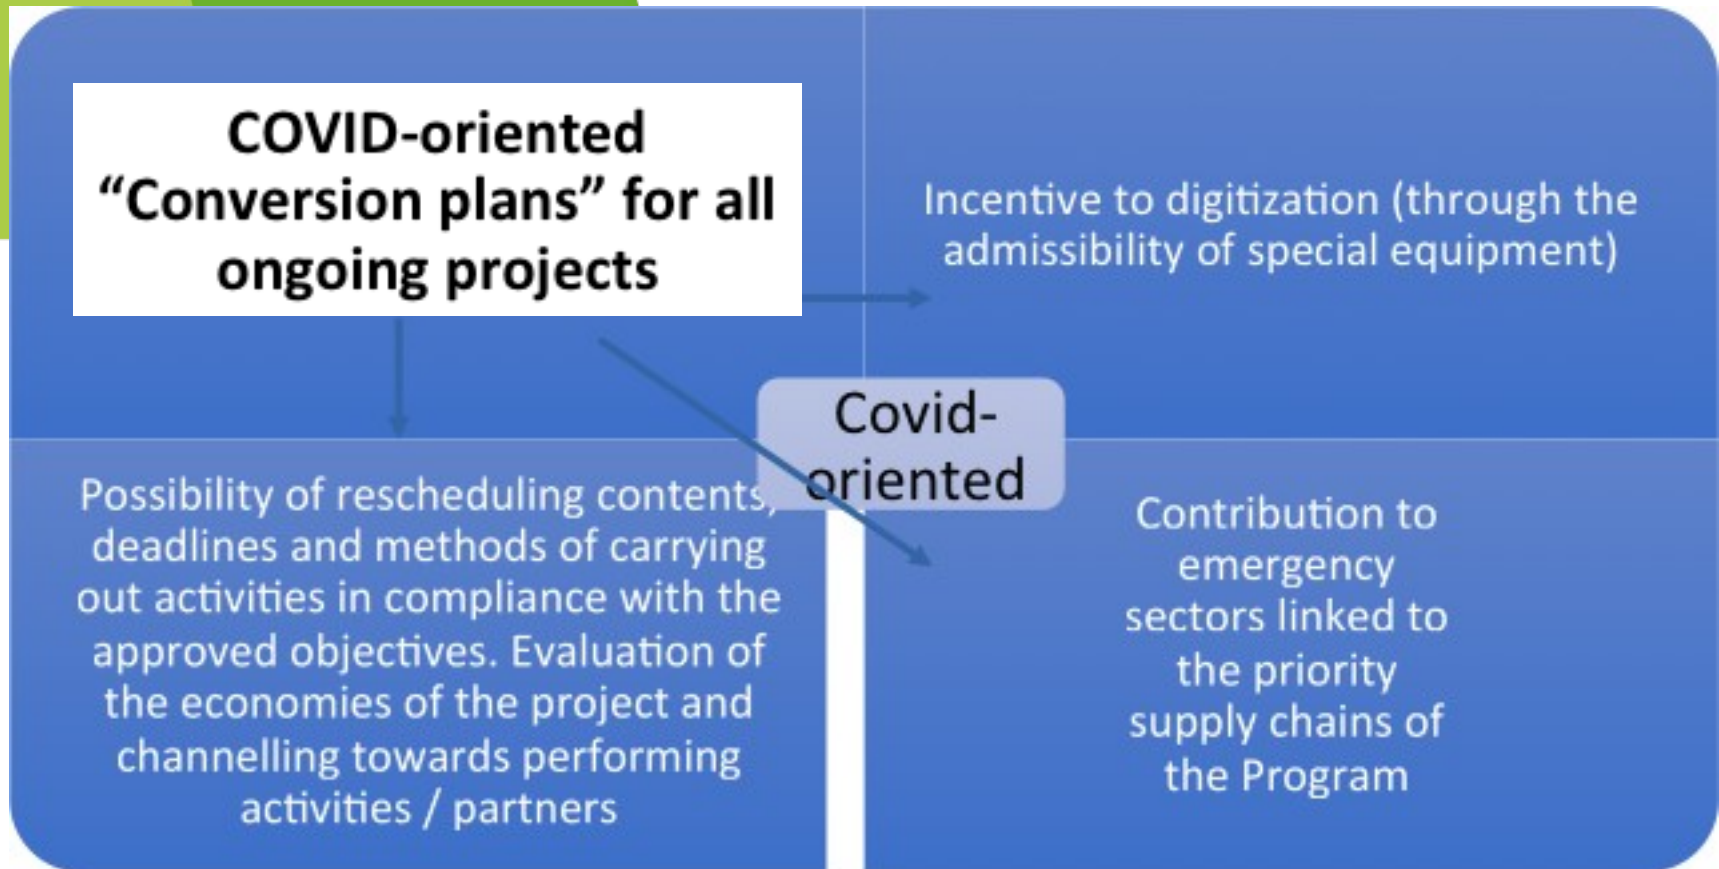 COVID-oriented
“Conversion plans” for all
ongoing projects
Incentive to digitization (through the
admissibility of special equipment)
Covid-
oriented
Possibility of rescheduling contents,
deadlines and methods of carrying
out activities in compliance with the
approved objectives. Evaluation of
the economies of the project and
channelling towards performing
activities / partners
Contribution to
emergency
sectors linked to
the priority
supply chains of
the Program